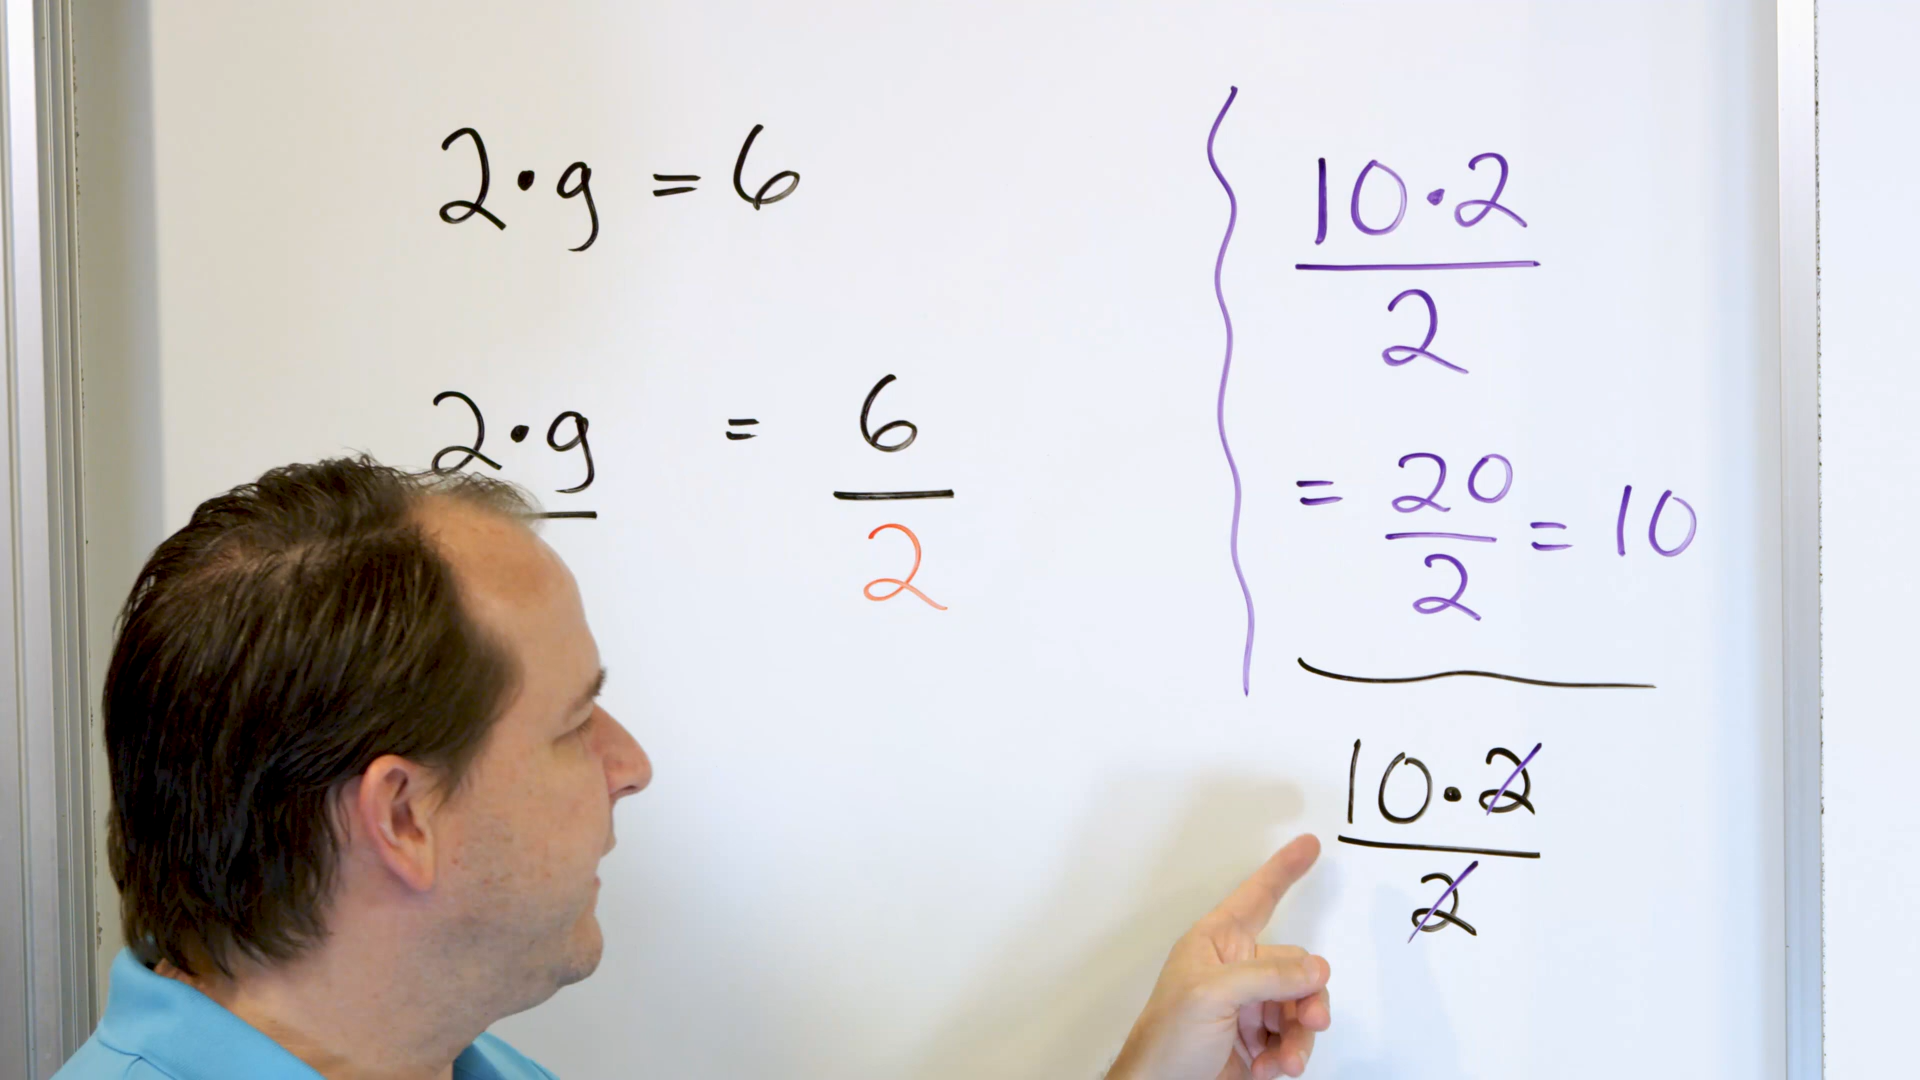 2·g = 6
2·g = 6
2
10·2
2
= 20/2 = 10
10·2
2